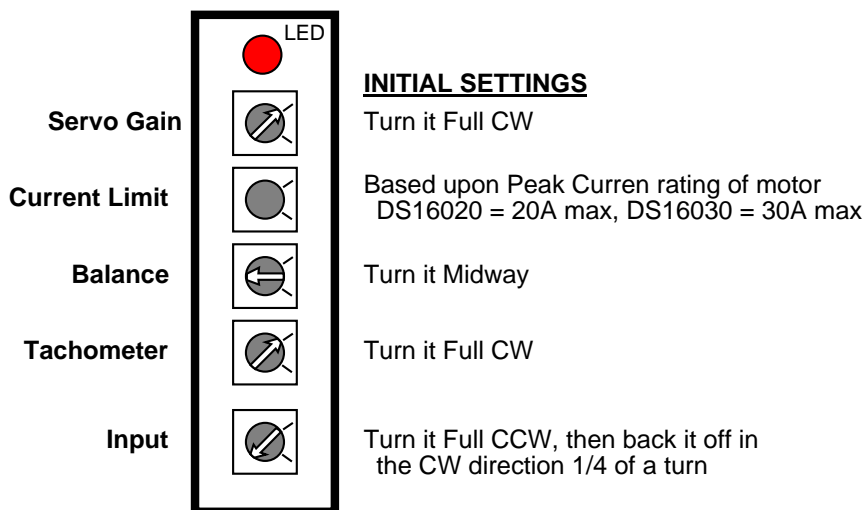 LED
INITIAL SETTINGS
Servo Gain
Turn it Full CW
Current Limit
Based upon Peak Curren rating of motor
DS16020 = 20A max, DS16030 = 30A max
Balance
Turn it Midway
Tachometer
Turn it Full CW
Input
Turn it Full CCW, then back it off in
the CW direction 1/4 of a turn